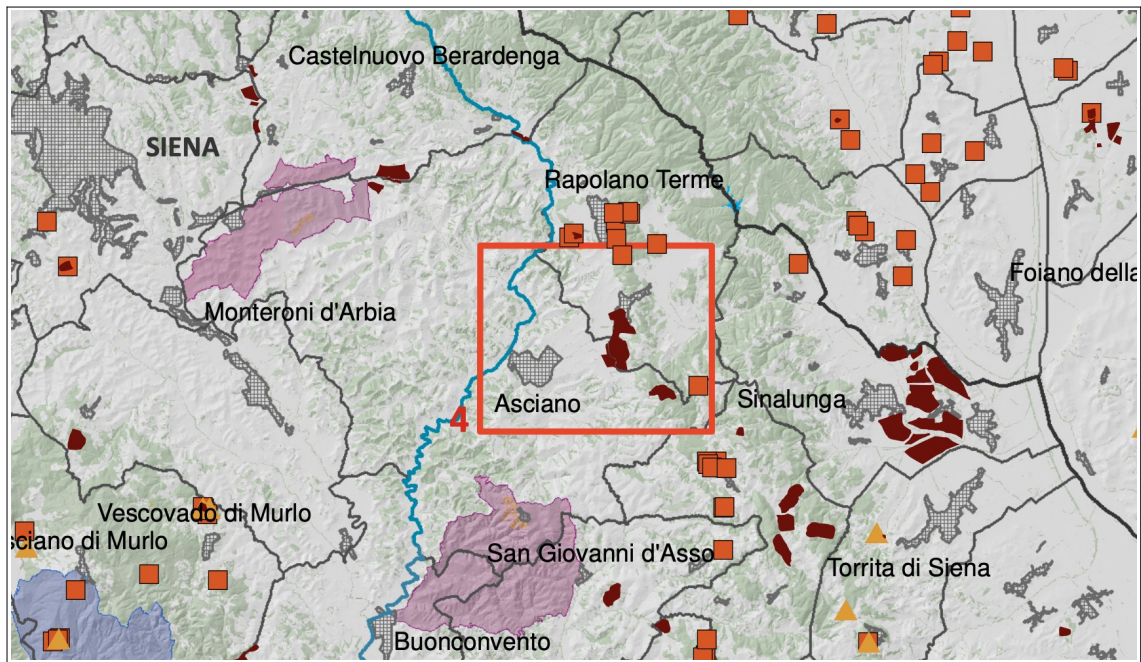 Castelnuovo Berardenga
SIENA
Rapolano Terme
Foiano della
Monteroni d'Arbia
Asciano
Sinalunga
4
Vescovado di Murlo
sciano di Murlo
San Giovanni d'Asso
Torrita di Siena
Buonconvento